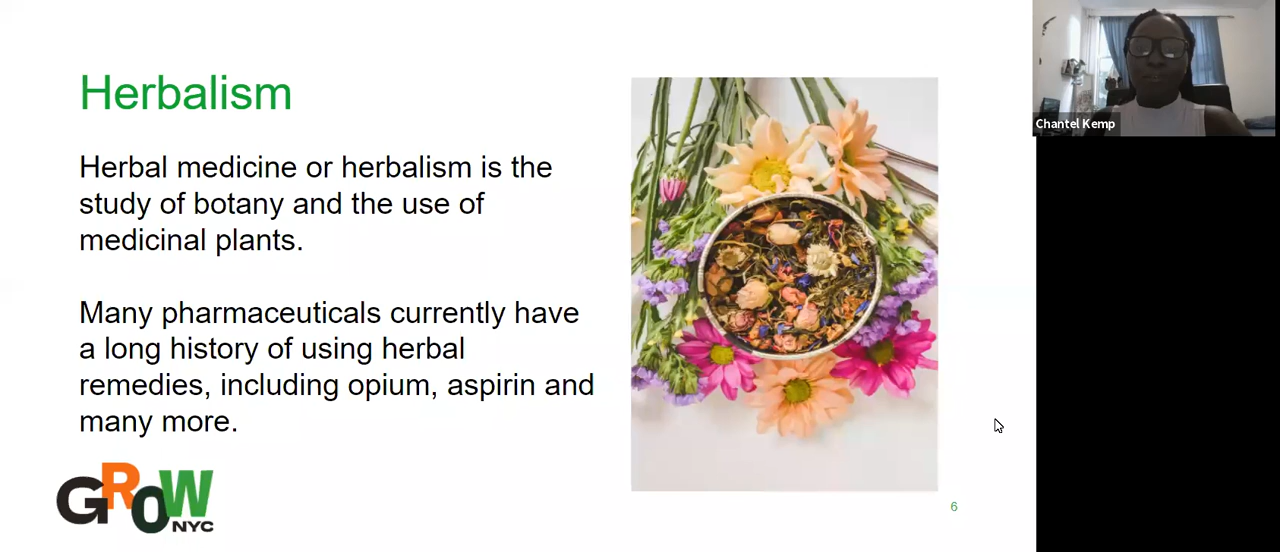 Herbalism
Herbal medicine or herbalism is the
study of botany and the use of
medicinal plants.
Many pharmaceuticals currently have
a long history of using herbal
remedies, including opium, aspirin and
many more.
GROW
NYC
6
Chantel Kemp